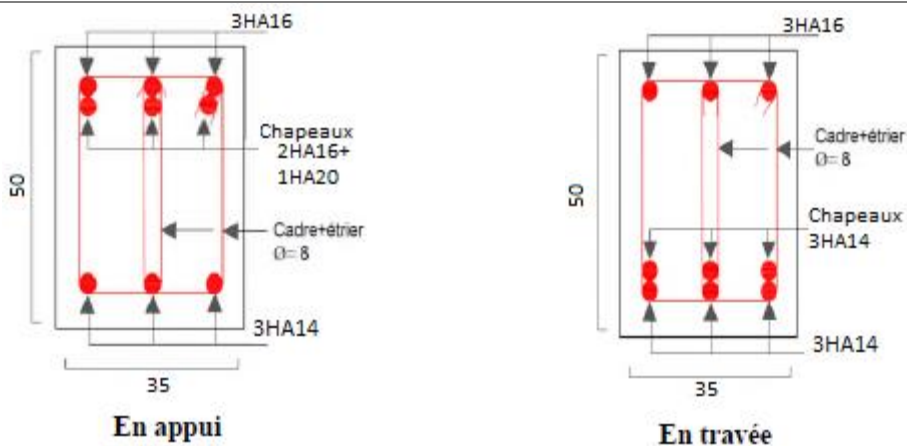 3HA16
50
Chapeaux
2HA16+
1HA20
Cadre+étrier
Ø= 8
3HA14
35
En appui
3HA16
50
Cadre+étrier
Ø= 8
Chapeaux
3HA14
3HA14
35
En travée